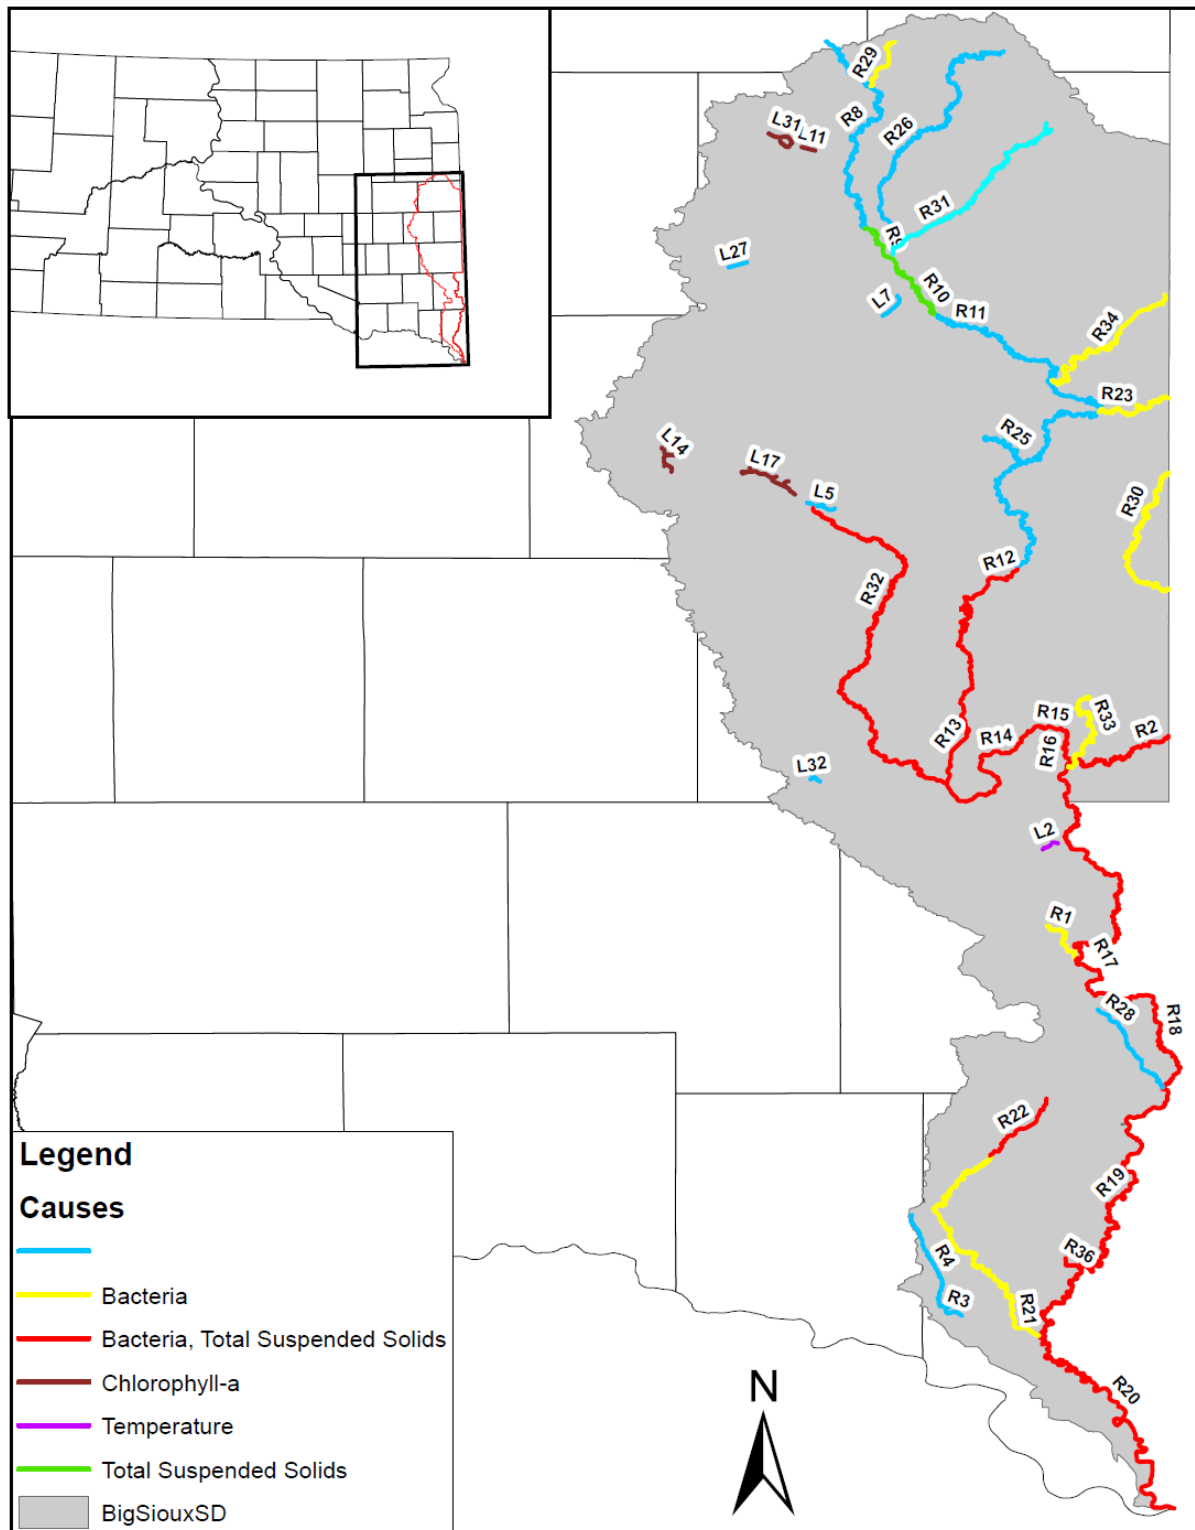 R29
R8
R26
L31
L11
R31
R9
L27
L7
R10
R11
R34
R23
R25
L14
L17
L5
R30
R12
R32
R33
R15
R2
R13
R14
R16
L32
L2
R1
R17
R28
R18
R22
R19
R36
R4
R3
R21
R20
N
Legend
Causes
Bacteria
Bacteria, Total Suspended Solids
Chlorophyll-a
Temperature
Total Suspended Solids
BigSiouxSD